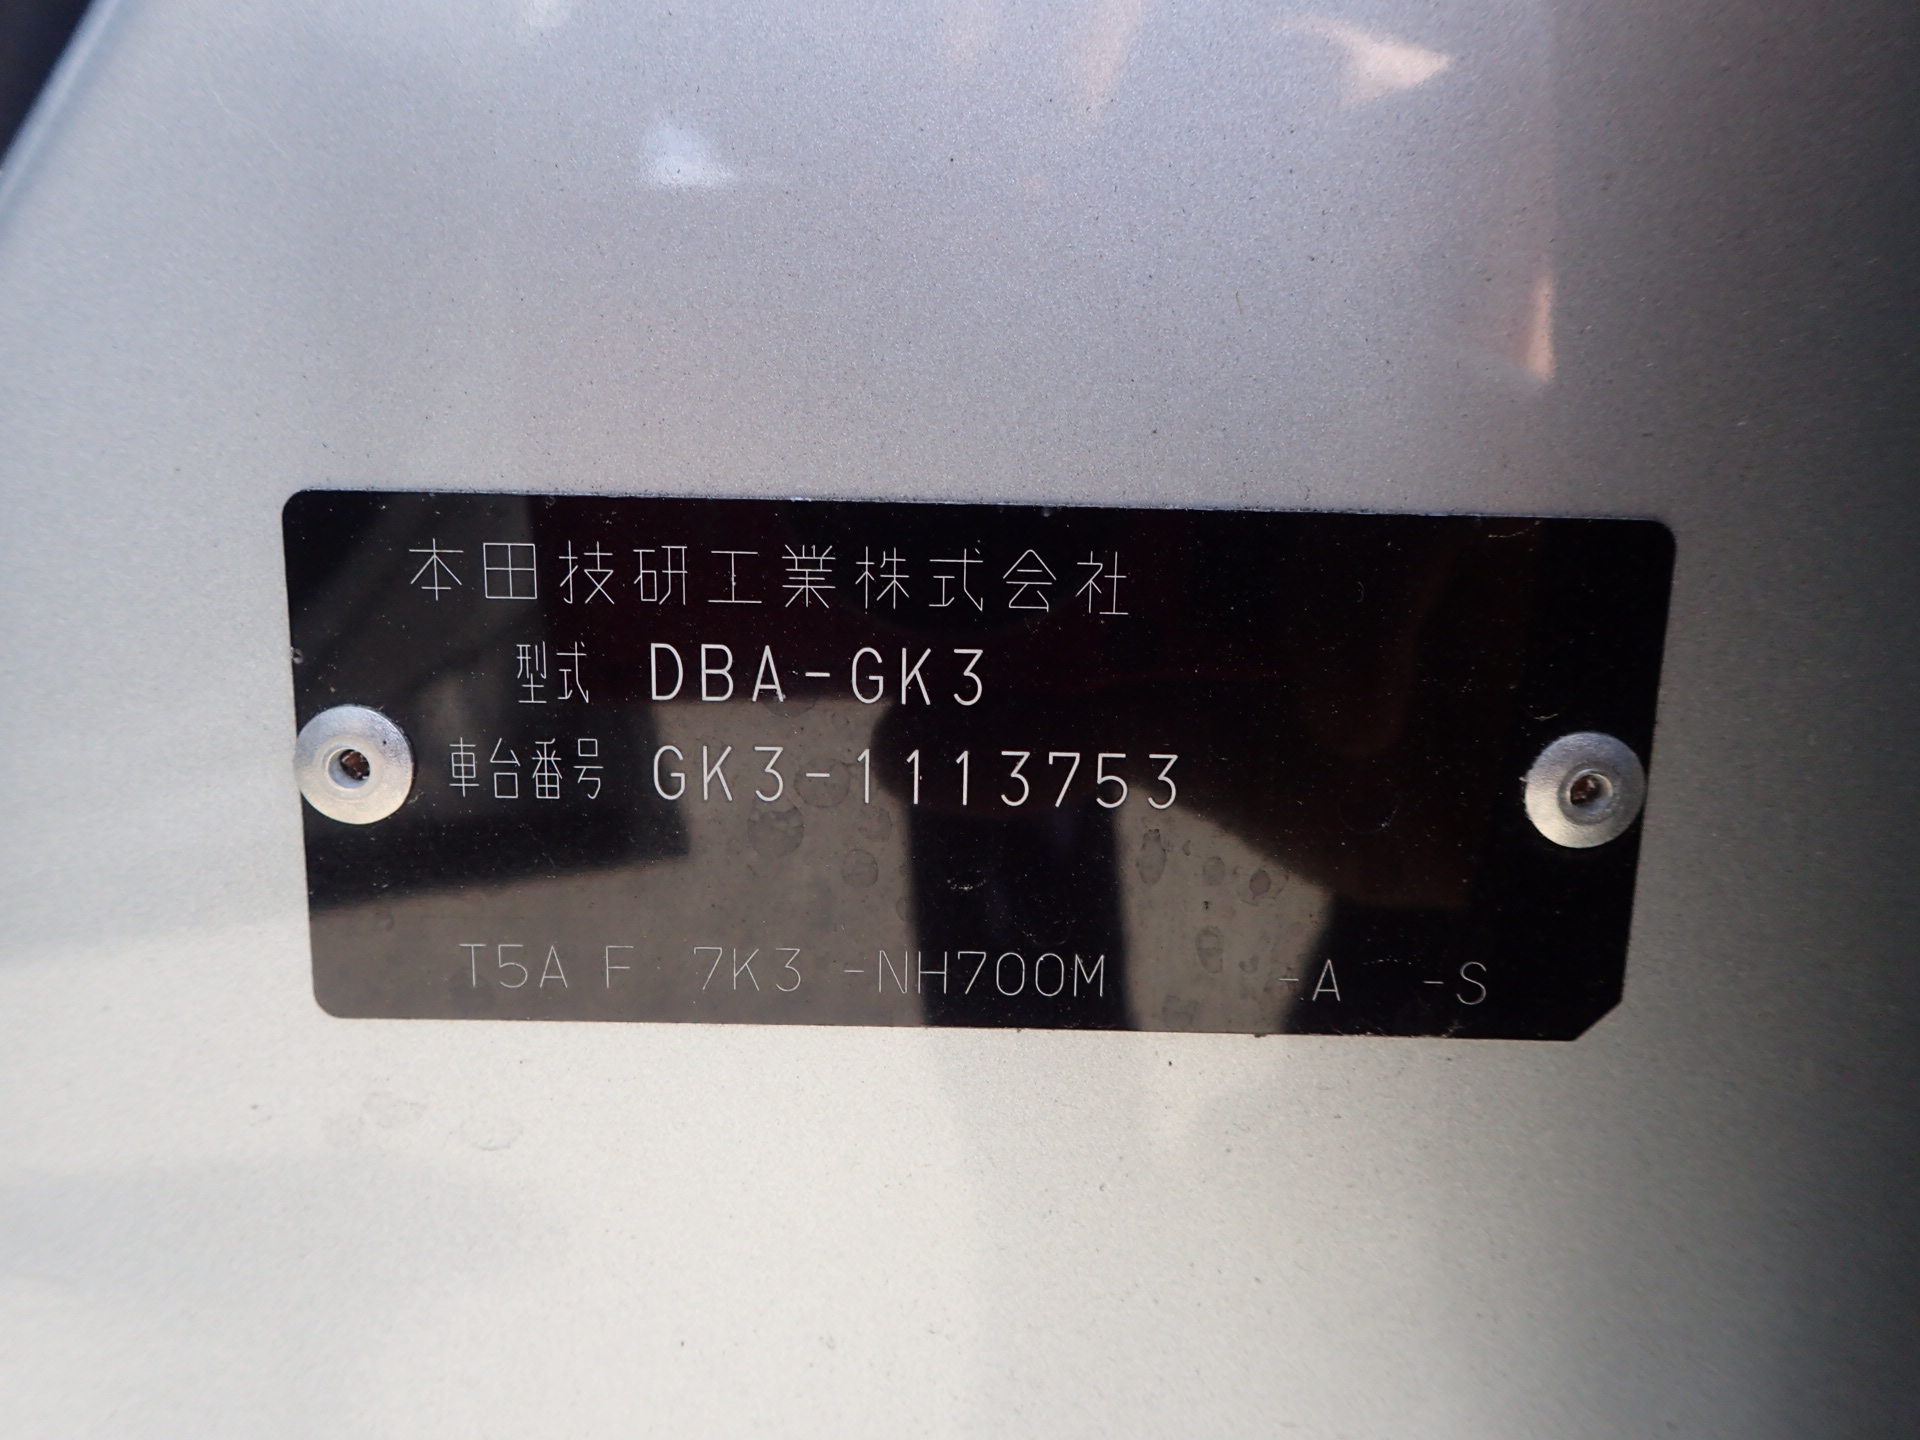 本田技研工業株式会社
型式 DBA-GK3
車台番号 GK3-1113753
T5A F 7K3 -NH700M -A -S